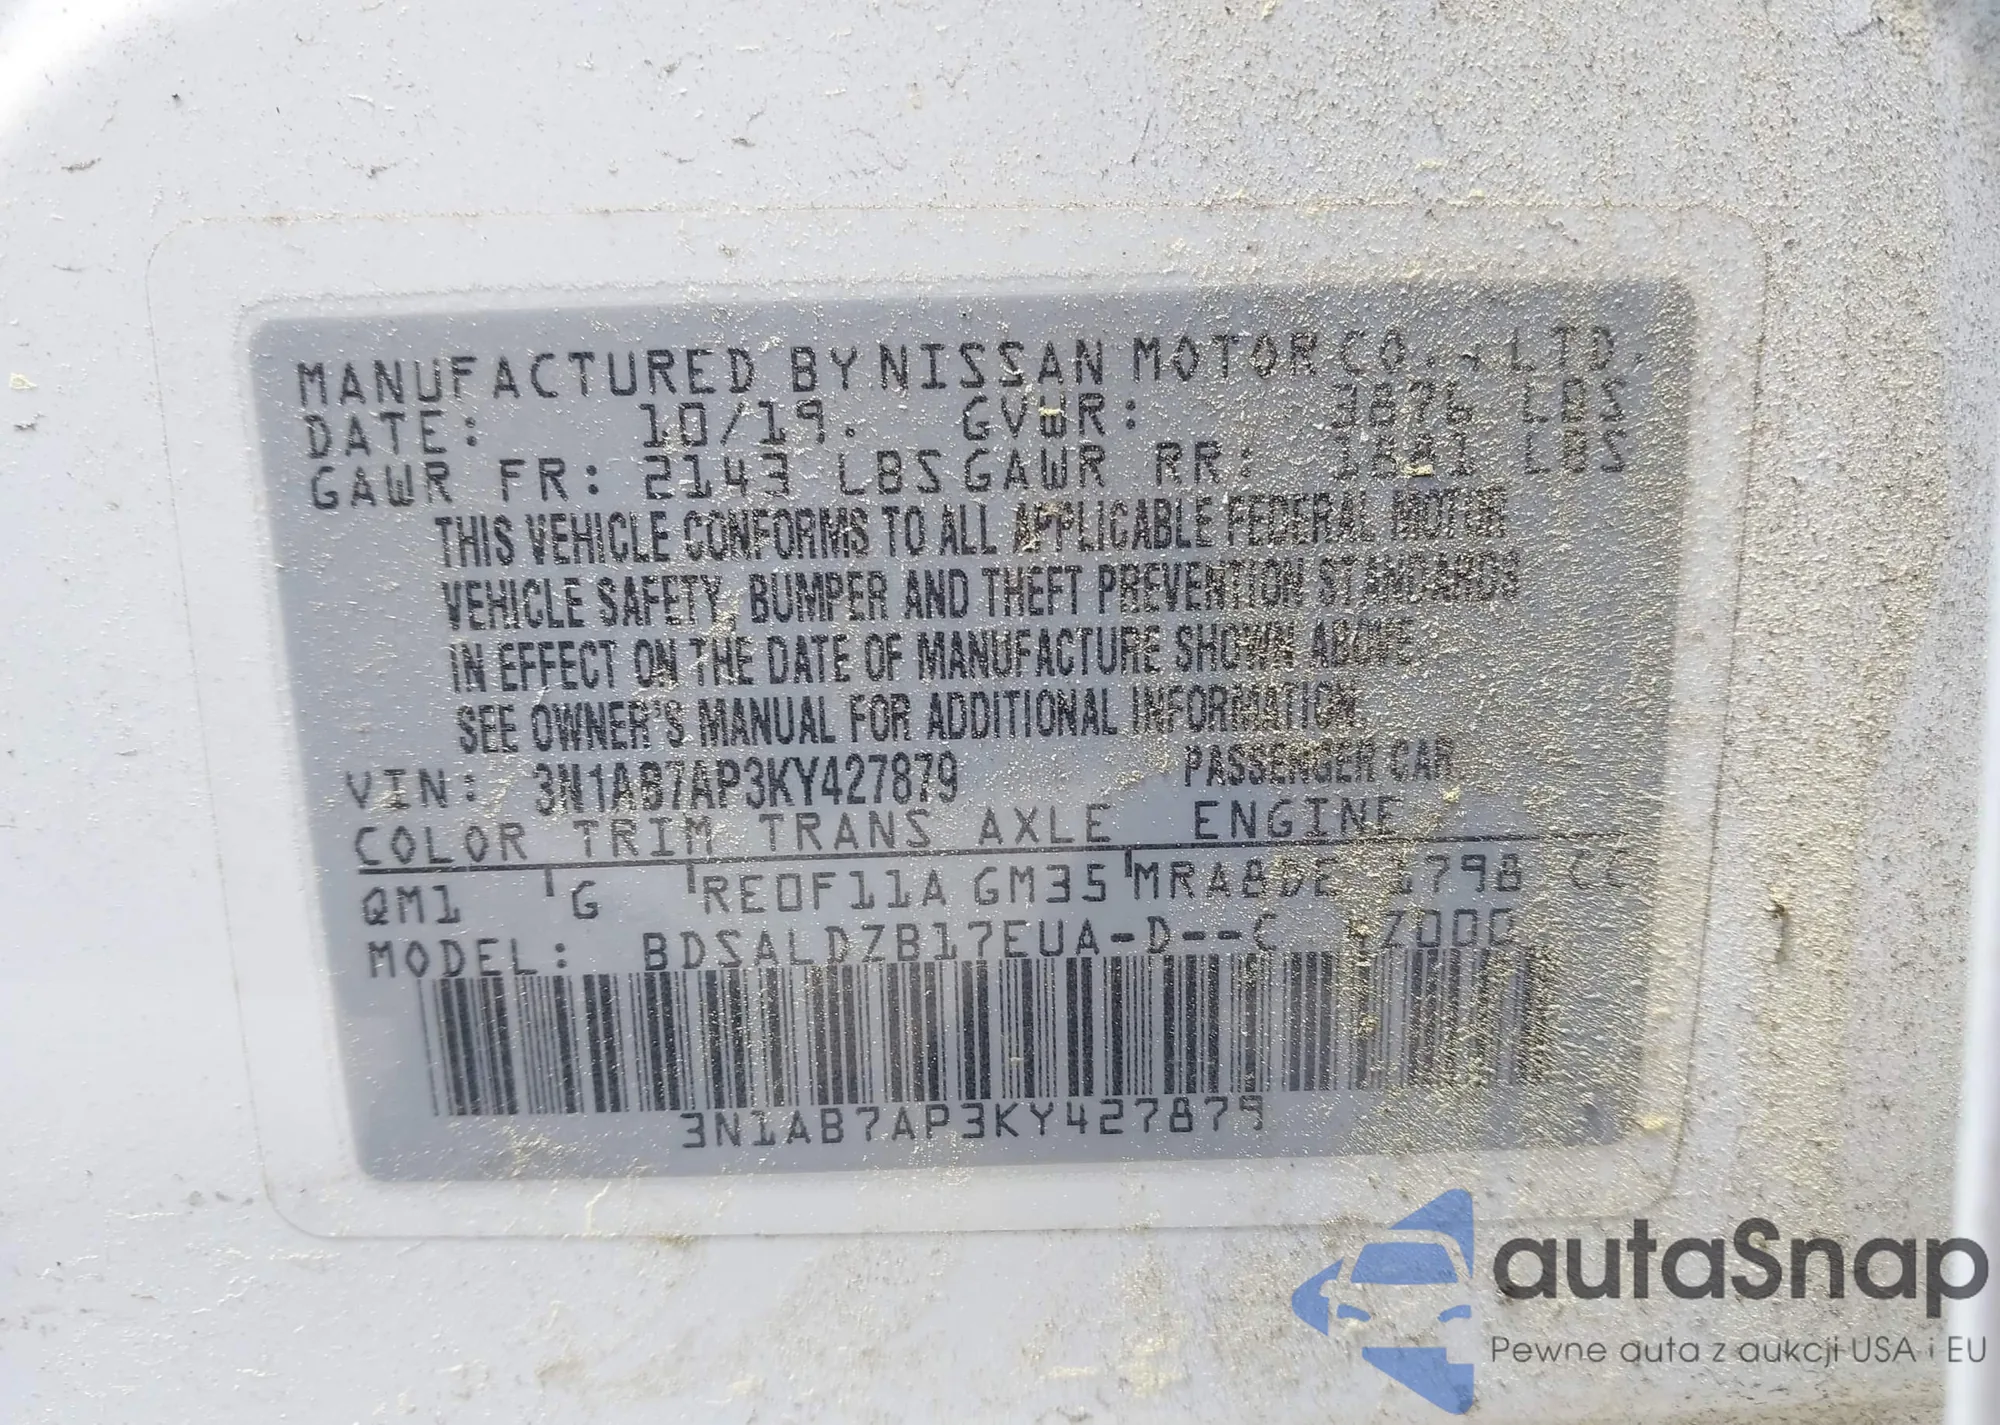 MANUFACTURED BY NISSAN MOTOR CO., LTD.
DATE: 10/19. GVWR: 3876 LBS
GAWR FR: 2143 LBS GAWR RR: 1881 LBS
THIS VEHICLE CONFORMS TO ALL APPLICABLE FEDERAL MOTOR
VEHICLE SAFETY, BUMPER AND THEFT PREVENTION STANDARDS
IN EFFECT ON THE DATE OF MANUFACTURE SHOWN ABOVE
SEE OWNER'S MANUAL FOR ADDITIONAL INFORMATION.
VIN: 3N1AB7AP3KY427879 PASSENGER CAR
COLOR TRIM TRANS AXLE ENGINE
QM1 G RE0F11A GM35 MRA8DE 1798 CC
MODEL: BDSALDZB17EUA-D--C
3N1AB7AP3KY427879
autaSnap
Pewne auta z aukcji USA i EU